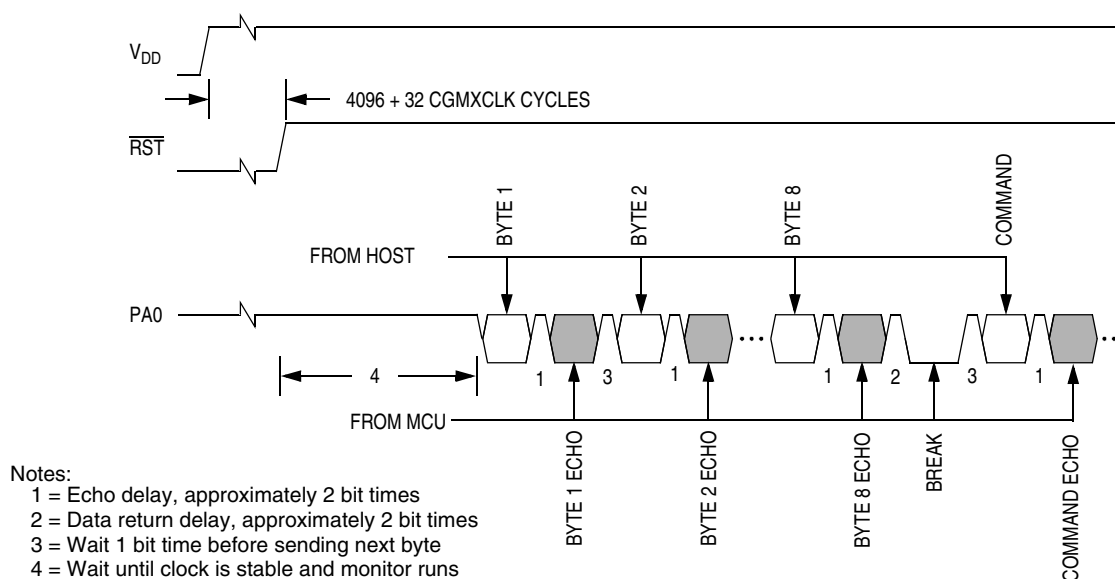 VDD
4096 + 32 CGMXCLK CYCLES
RST
BYTE 1
BYTE 2
BYTE 8
COMMAND
FROM HOST
PA0
4
1
3
1
1
2
3
1
FROM MCU
BYTE 1 ECHO
BYTE 2 ECHO
BYTE 8 ECHO
BREAK
COMMAND ECHO
Notes:
1 = Echo delay, approximately 2 bit times
2 = Data return delay, approximately 2 bit times
3 = Wait 1 bit time before sending next byte
4 = Wait until clock is stable and monitor runs